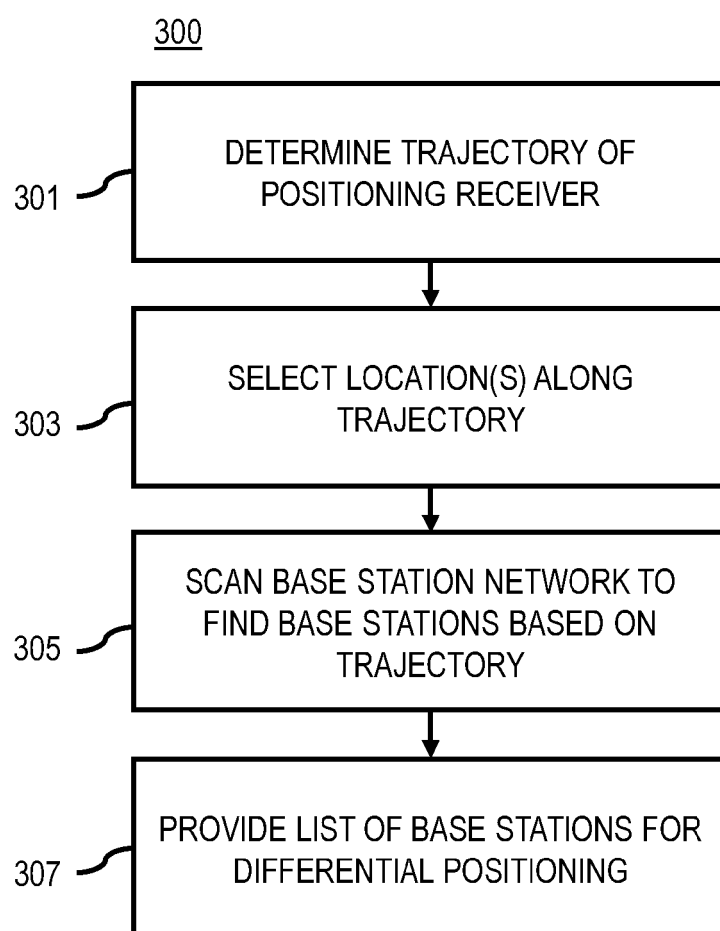 300
301
DETERMINE TRAJECTORY OF
POSITIONING RECEIVER
303
SELECT LOCATION(S) ALONG
TRAJECTORY
305
SCAN BASE STATION NETWORK TO
FIND BASE STATIONS BASED ON
TRAJECTORY
307
PROVIDE LIST OF BASE STATIONS FOR
DIFFERENTIAL POSITIONING